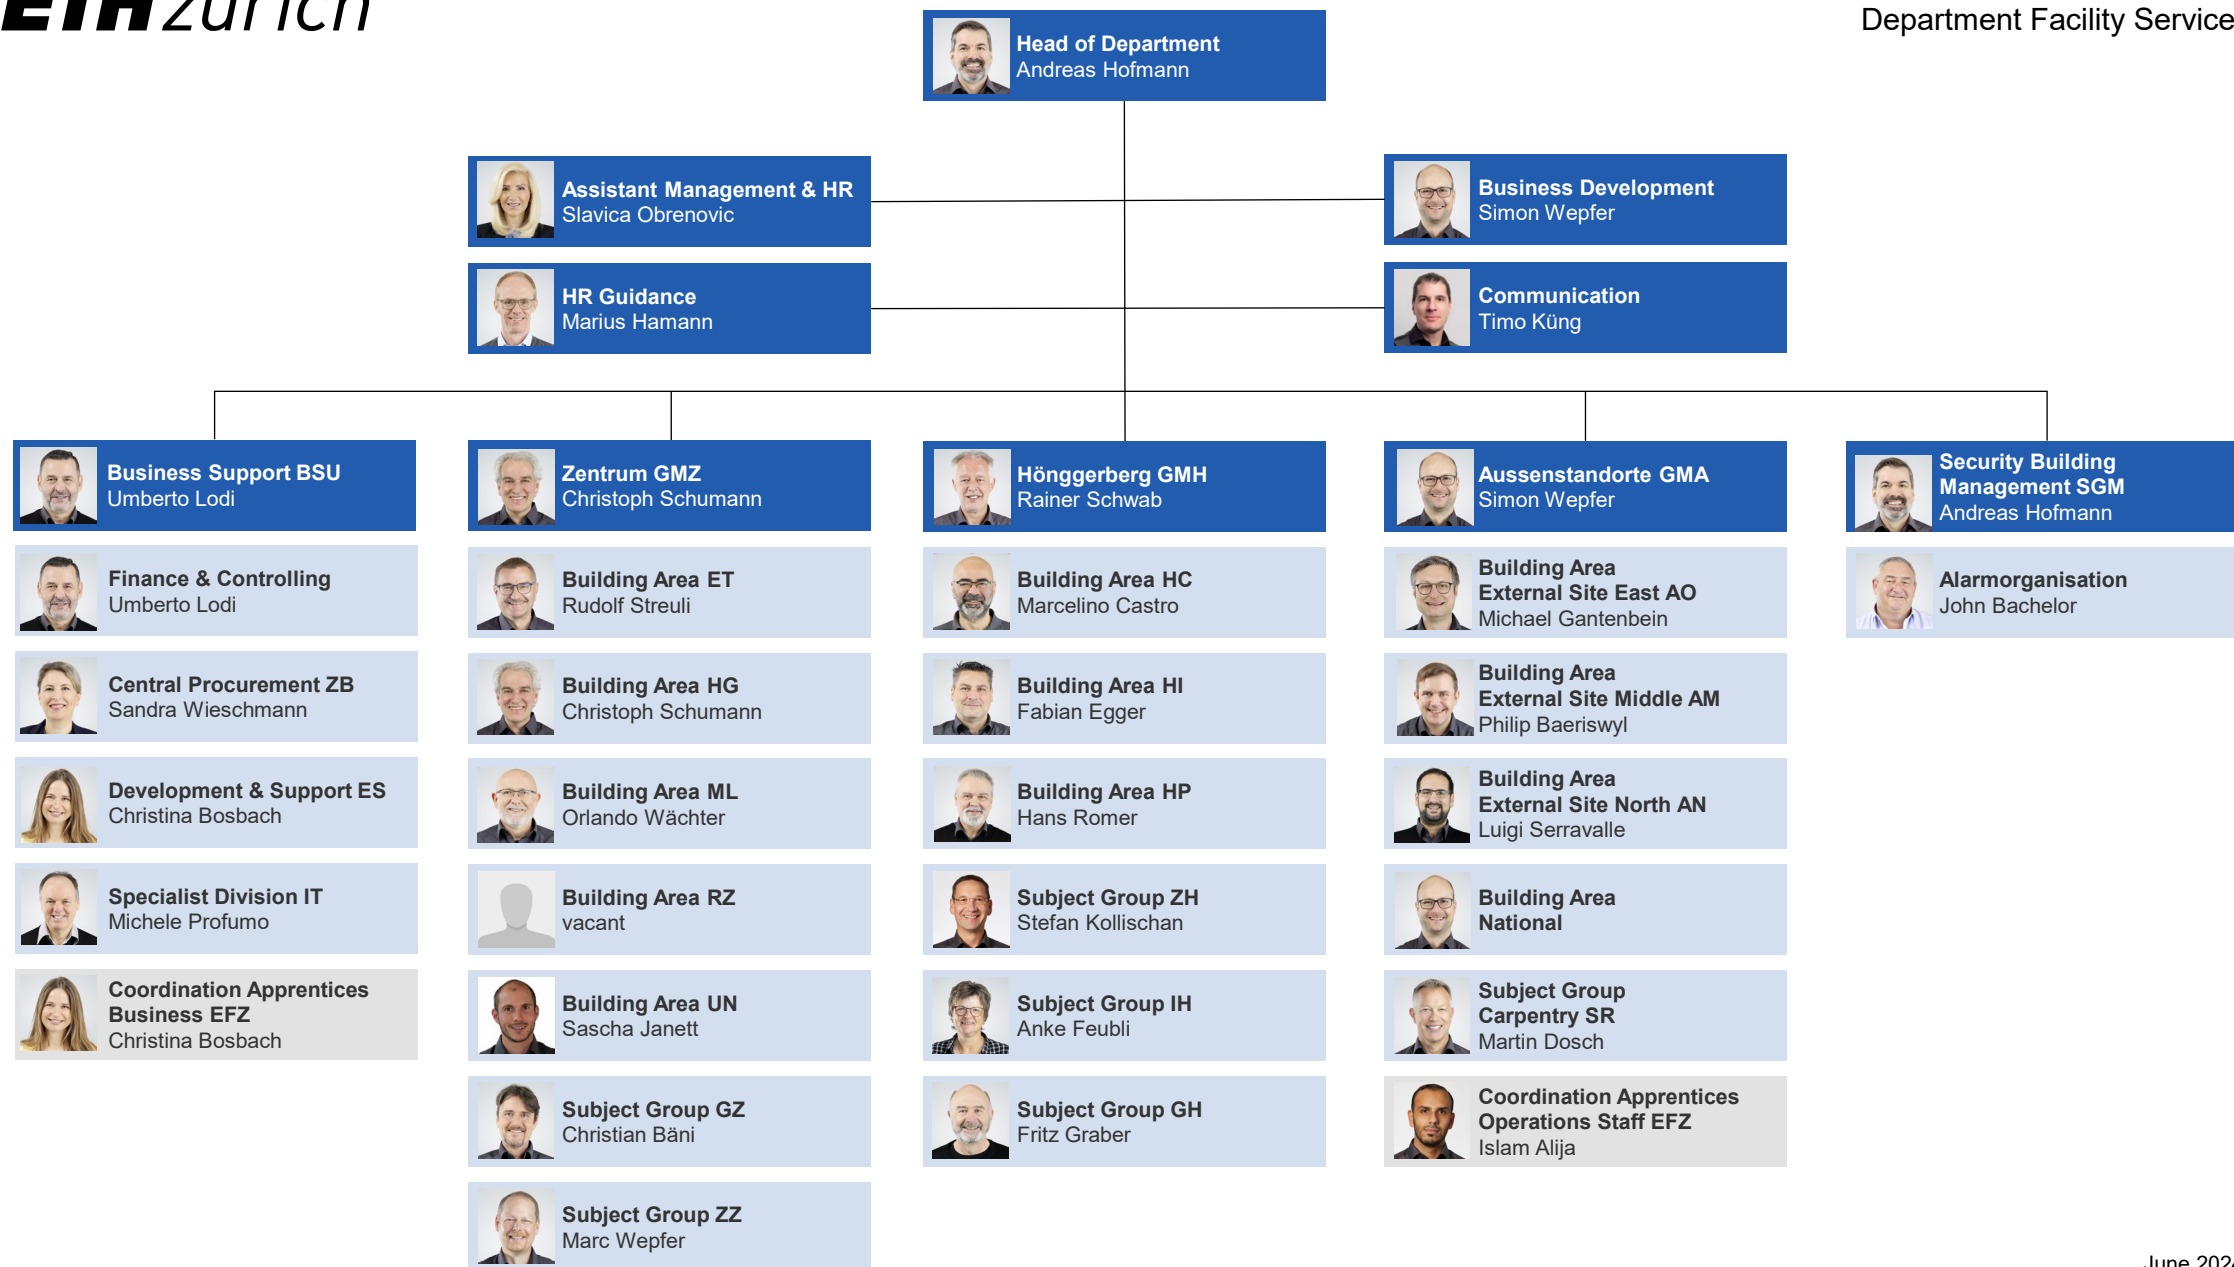 ETH zürich
Department Facility Service
Head of Department
Andreas Hofmann
Assistant Management & HR
Slavica Obrenovic
Business Development
Simon Wepfer
HR Guidance
Marius Hamann
Communication
Timo Küng
Business Support BSU
Umberto Lodi
Finance & Controlling
Umberto Lodi
Central Procurement ZB
Sandra Wieschmann
Development & Support ES
Christina Bosbach
Specialist Division IT
Michele Profumo
Coordination Apprentices
Business EFZ
Christina Bosbach
Zentrum GMZ
Christoph Schumann
Building Area ET
Rudolf Streuli
Building Area HG
Christoph Schumann
Building Area ML
Orlando Wächter
Building Area RZ
vacant
Building Area UN
Sascha Janett
Subject Group GZ
Christian Bäni
Subject Group ZZ
Marc Wepfer
Hönggerberg GMH
Rainer Schwab
Building Area HC
Marcelino Castro
Building Area HI
Fabian Egger
Building Area HP
Hans Romer
Subject Group ZH
Stefan Kollischan
Subject Group IH
Anke Feubli
Subject Group GH
Fritz Graber
Aussenstandorte GMA
Simon Wepfer
Building Area
External Site East AO
Michael Gantenbein
Building Area
External Site Middle AM
Philip Baeriswyl
Building Area
External Site North AN
Luigi Serravalle
Building Area
National
Subject Group
Carpentry SR
Martin Dosch
Coordination Apprentices
Operations Staff EFZ
Islam Alija
Security Building
Management SGM
Andreas Hofmann
Alarmorganisation
John Bachelor
June